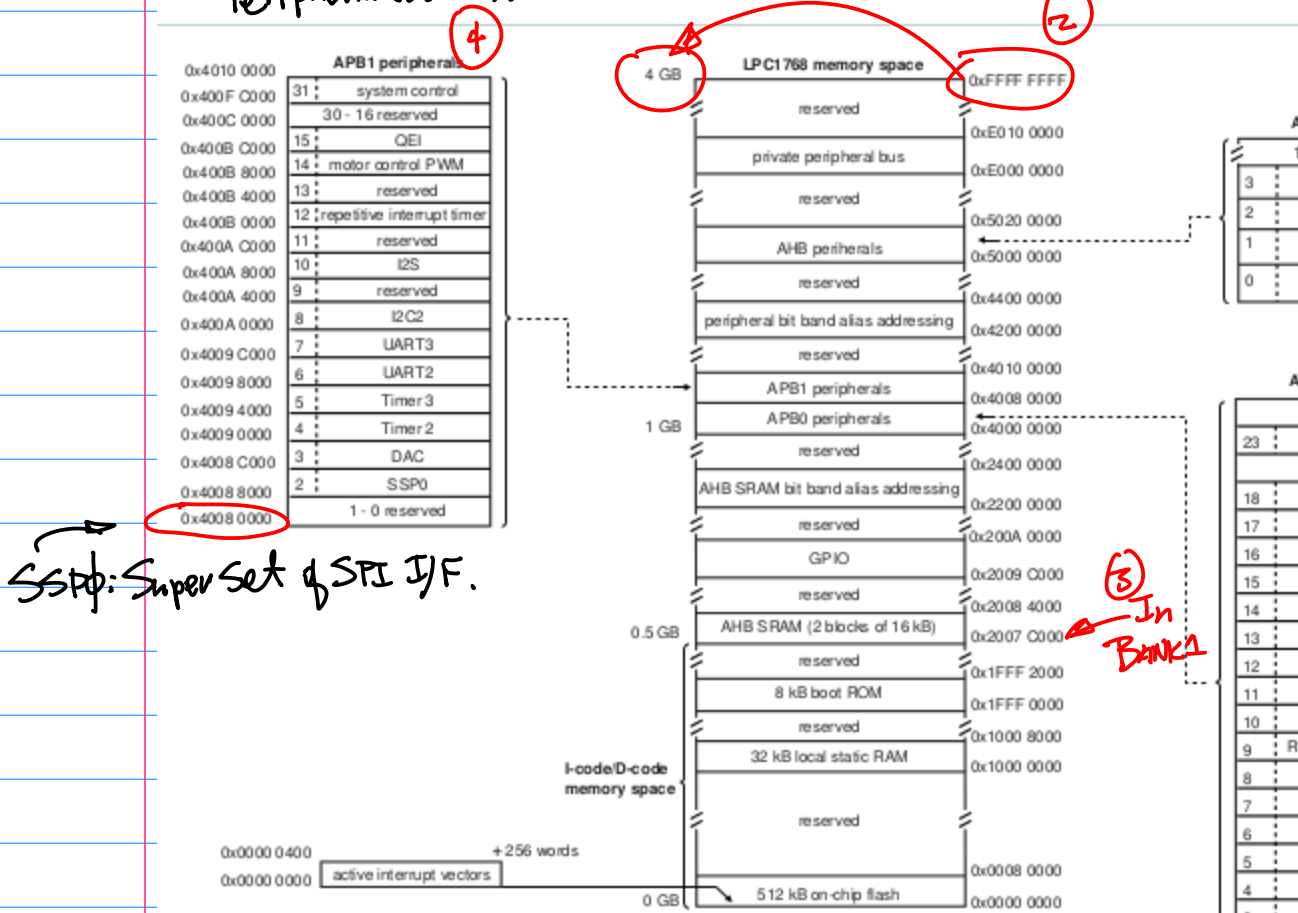 4
2
APB1 peripherals
0x4010 0000
31 system control
0x400F C000
30 - 16 reserved
0x400C 0000
15 QEI
0x400B C000
14 motor control PWM
0x400B 8000
13 reserved
0x400B 4000
12 repetitive interrupt timer
0x400B 0000
11 reserved
0x400A C000
10 I2S
0x400A 8000
9 reserved
0x400A 4000
8 I2C2
0x400A 0000
7 UART3
0x4009 C000
6 UART2
0x4009 8000
5 Timer3
0x4009 4000
4 Timer2
0x4009 0000
3 DAC
0x4008 C000
2 SSP0
0x4008 8000
1 - 0 reserved
0x4008 0000
SSPφ: Super Set of SPI I/F.
LPC1768 memory space
4 GB
0xFFFF FFFF
reserved
0xE010 0000
private peripheral bus
0xE000 0000
reserved
0x5020 0000
AHB periherals
0x5000 0000
reserved
0x4400 0000
peripheral bit band alias addressing
0x4200 0000
reserved
0x4010 0000
APB1 peripherals
0x4008 0000
APB0 peripherals
1 GB
0x4000 0000
reserved
0x2400 0000
AHB SRAM bit band alias addressing
0x2200 0000
reserved
0x200A 0000
GPIO
0x2009 C000
reserved
0x2008 4000
AHB SRAM (2 blocks of 16 kB)
0.5 GB
0x2007 C000
3
In
BANK1
reserved
0x1FFF 2000
8 kB boot ROM
0x1FFF 0000
reserved
0x1000 8000
32 kB local static RAM
0x1000 0000
I-code/D-code
memory space
reserved
0x0008 0000
512 kB on-chip flash
0 GB
0x0000 0000
0x0000 0400
+ 256 words
active interrupt vectors
0x0000 0000
3
2
1
0
23
18
17
16
15
14
13
12
11
10
9 R
8
7
6
5
4